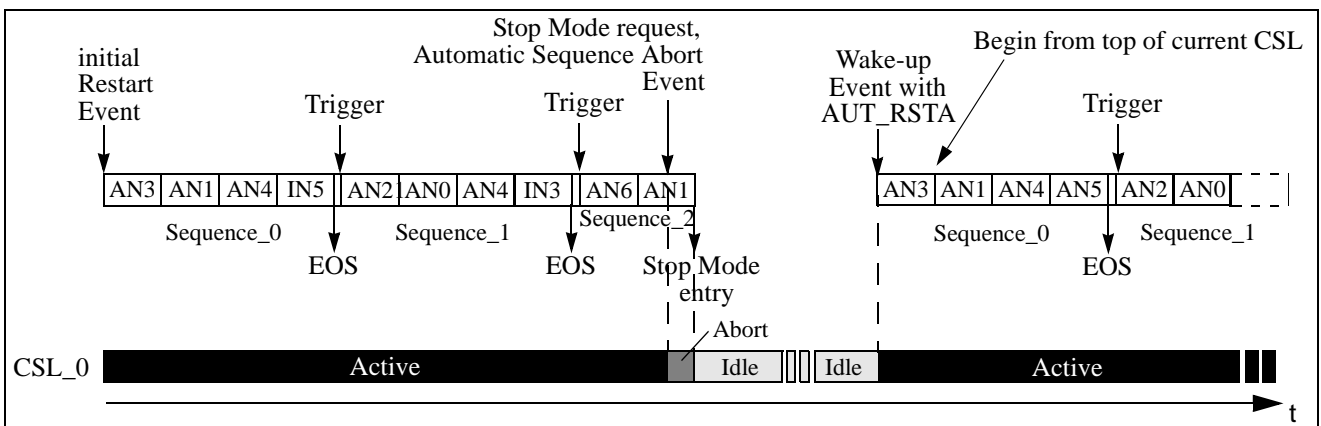 Stop Mode request,
Automatic Sequence Abort
Event
initial
Restart
Event
Trigger
Trigger
Wake-up
Event with
AUT_RSTA
Begin from top of current CSL
Trigger
AN3 AN1 AN4 IN5 AN2 AN0 AN4 IN3 AN6 AN1
AN3 AN1 AN4 AN5 AN2 AN0
Sequence_0
Sequence_1
Sequence_2
Sequence_0
Sequence_1
EOS
EOS
Stop Mode
entry
EOS
Abort
CSL_0
Active
Idle
Idle
Active
t